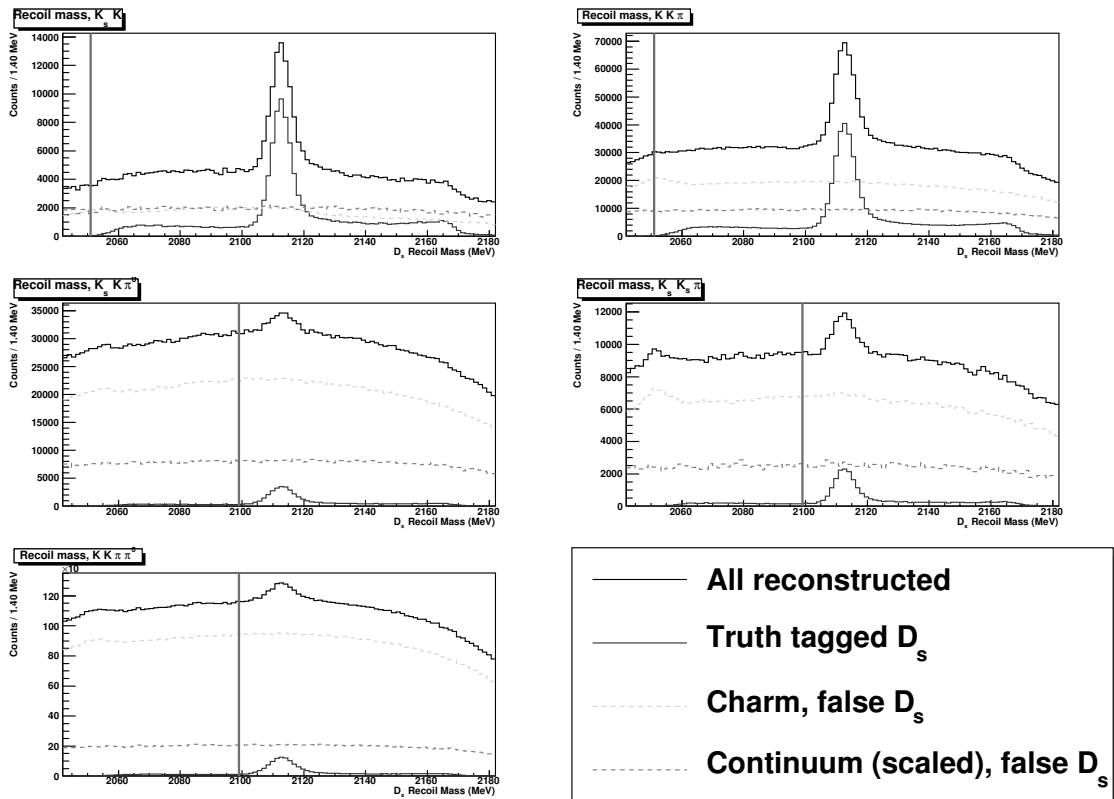 Recoil mass, K_s K
Counts / 1.40 MeV
14000
12000
10000
8000
6000
4000
2000
0
2060 2080 2100 2120 2140 2160 2180
D_s Recoil Mass (MeV)
Recoil mass, K K π
Counts / 1.40 MeV
70000
60000
50000
40000
30000
20000
10000
0
2060 2080 2100 2120 2140 2160 2180
D_s Recoil Mass (MeV)
Recoil mass, K_s K π⁰
Counts / 1.40 MeV
35000
30000
25000
20000
15000
10000
5000
0
2060 2080 2100 2120 2140 2160 2180
D_s Recoil Mass (MeV)
Recoil mass, K_s K_s π
Counts / 1.40 MeV
12000
10000
8000
6000
4000
2000
0
2060 2080 2100 2120 2140 2160 2180
D_s Recoil Mass (MeV)
Recoil mass, K K π π⁰
×10
Counts / 1.40 MeV
120
100
80
60
40
20
0
2060 2080 2100 2120 2140 2160 2180
D_s Recoil Mass (MeV)
All reconstructed
Truth tagged D_s
Charm, false D_s
Continuum (scaled), false D_s